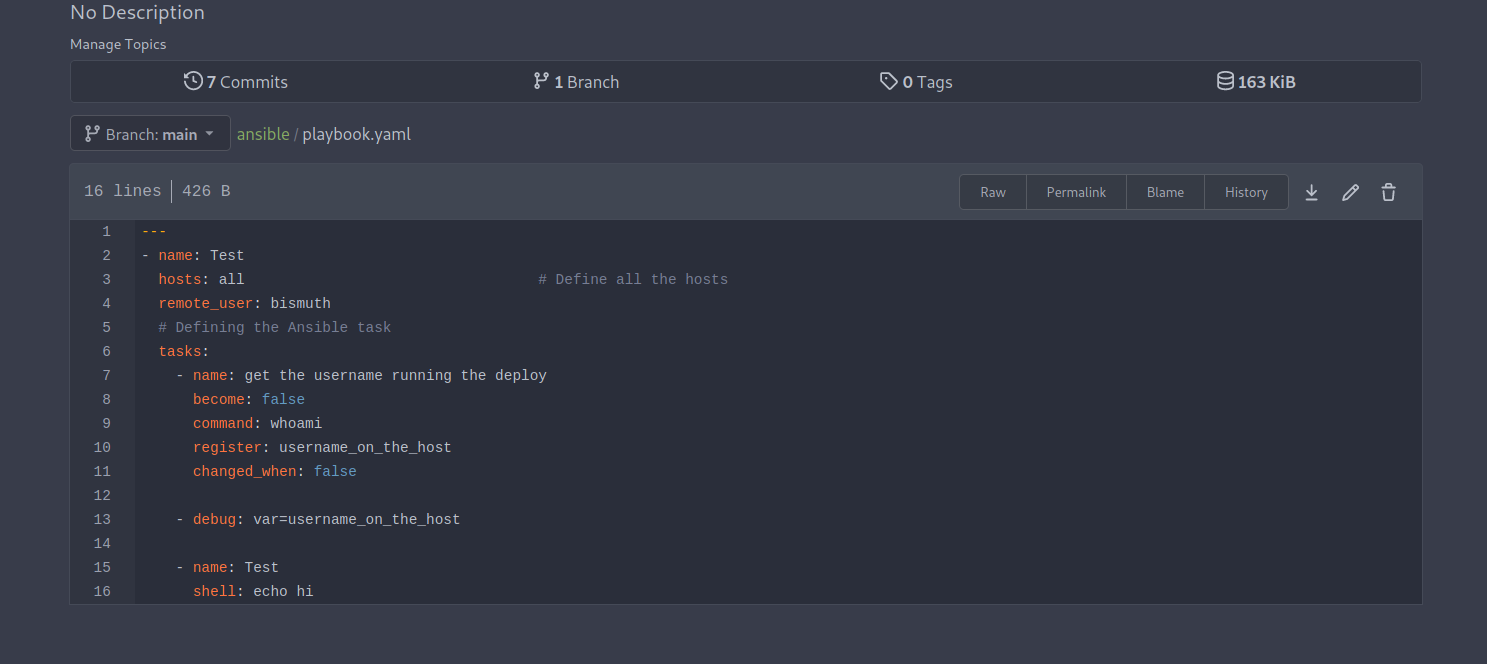 No Description
Manage Topics
7 Commits 1 Branch 0 Tags 163 KiB
Branch: main ansible / playbook.yaml
16 lines 426 B Raw Permalink Blame History
1 ---
2 - name: Test
3   hosts: all                                  # Define all the hosts
4   remote_user: bismuth
5   # Defining the Ansible task
6   tasks:
7     - name: get the username running the deploy
8       become: false
9       command: whoami
10       register: username_on_the_host
11       changed_when: false
12
13     - debug: var=username_on_the_host
14
15     - name: Test
16       shell: echo hi